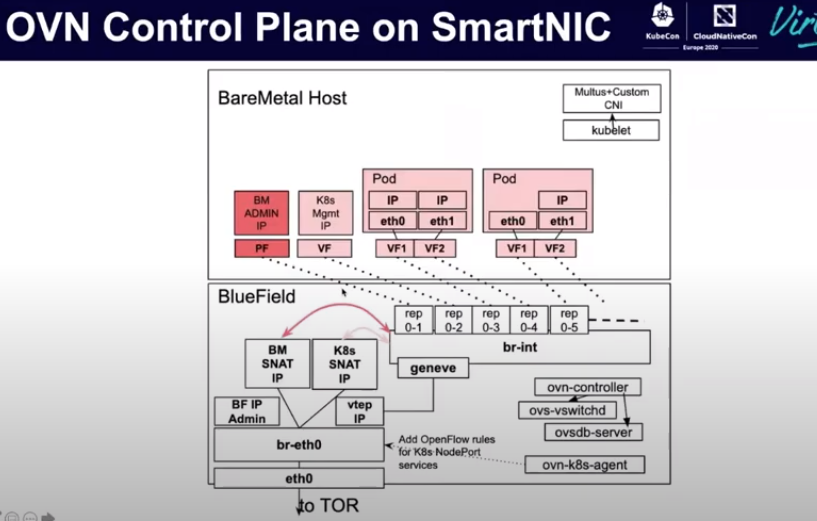 OVN Control Plane on SmartNIC
KubeCon
CloudNativeCon
Europe 2020
BareMetal Host
Multus+Custom
CNI
kubelet
BM
ADMIN
IP
PF
K8s
Mgmt
IP
VF
Pod
IP
IP
eth0
eth1
VF1
VF2
Pod
IP
eth0
eth1
VF1
VF2
BlueField
rep
0-1
rep
0-2
rep
0-3
rep
0-4
rep
0-5
br-int
geneve
BM
SNAT
IP
K8s
SNAT
IP
BF IP
Admin
vtep
IP
br-eth0
eth0
to TOR
ovn-controller
ovs-vswitchd
ovsdb-server
Add OpenFlow rules
for K8s NodePort
services
ovn-k8s-agent